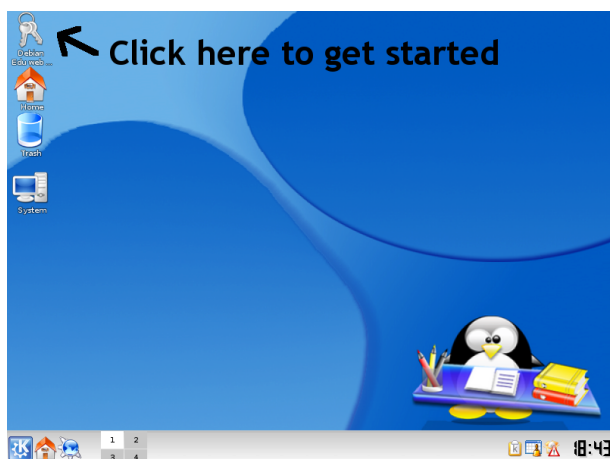 Click here to get started
Debian
Edu web ...
Home
Trash
System
1 2
3 4
18:43